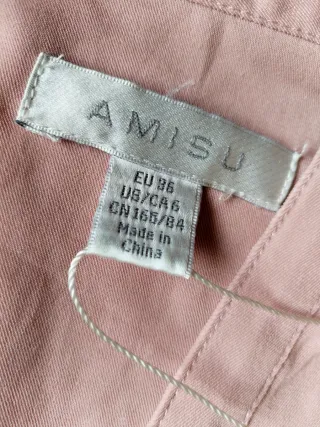 AMISU
EU 36
US/CA 6
CN 165/84
Made in
China